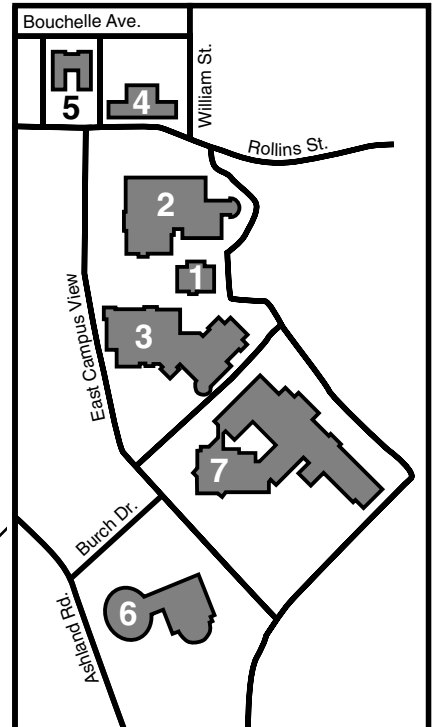 Bouchelle Ave.
William St.
5
4
Rollins St.
2
1
East Campus View
3
7
Burch Dr.
Ashland Rd.
6